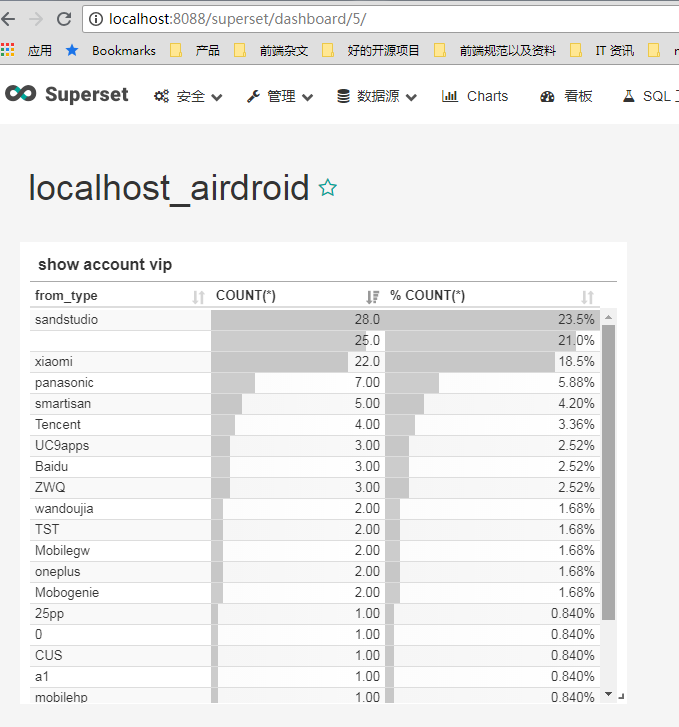 localhost:8088/superset/dashboard/5/
应用 Bookmarks 产品 前端杂文 好的开源项目 前端规范以及资料 IT 资讯
Superset 安全 管理 数据源 Charts 看板 SQL
localhost_airdroid
show account vip
from_type COUNT(*) % COUNT(*)
sandstudio 28.0 23.5%
25.0 21.0%
xiaomi 22.0 18.5%
panasonic 7.00 5.88%
smartisan 5.00 4.20%
Tencent 4.00 3.36%
UC9apps 3.00 2.52%
Baidu 3.00 2.52%
ZWQ 3.00 2.52%
wandoujia 2.00 1.68%
TST 2.00 1.68%
Mobilegw 2.00 1.68%
oneplus 2.00 1.68%
Mobogenie 2.00 1.68%
25pp 1.00 0.840%
0 1.00 0.840%
CUS 1.00 0.840%
a1 1.00 0.840%
mobilehp 1.00 0.840%